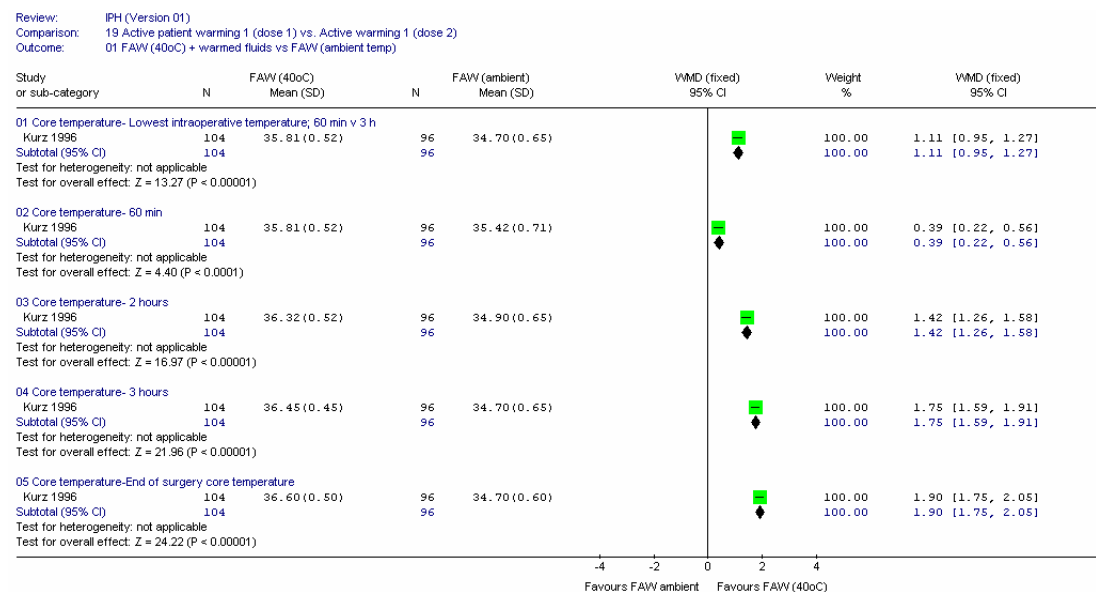 Review: IPH (Version 01)
Comparison: 19 Active patient warming 1 (dose 1) vs. Active warming 1 (dose 2)
Outcome: 01 FAW (40oC) + warmed fluids vs FAW (ambient temp)
Study FAW (40oC) FAW (ambient) WMD (fixed) Weight WMD (fixed)
or sub-category N Mean (SD) N Mean (SD) 95% CI % 95% CI
01 Core temperature- Lowest intraoperative temperature; 60 min v 3 h
Kurz 1996 104 35.81(0.52) 96 34.70(0.65) 100.00 1.11 [0.95, 1.27]
Subtotal (95% CI) 104 96 100.00 1.11 [0.95, 1.27]
Test for heterogeneity: not applicable
Test for overall effect: Z = 13.27 (P < 0.00001)
02 Core temperature- 60 min
Kurz 1996 104 35.81(0.52) 96 35.42(0.71) 100.00 0.39 [0.22, 0.56]
Subtotal (95% CI) 104 96 100.00 0.39 [0.22, 0.56]
Test for heterogeneity: not applicable
Test for overall effect: Z = 4.40 (P < 0.0001)
03 Core temperature- 2 hours
Kurz 1996 104 36.32(0.52) 96 34.90(0.65) 100.00 1.42 [1.26, 1.58]
Subtotal (95% CI) 104 96 100.00 1.42 [1.26, 1.58]
Test for heterogeneity: not applicable
Test for overall effect: Z = 16.97 (P < 0.00001)
04 Core temperature- 3 hours
Kurz 1996 104 36.45(0.45) 96 34.70(0.65) 100.00 1.75 [1.59, 1.91]
Subtotal (95% CI) 104 96 100.00 1.75 [1.59, 1.91]
Test for heterogeneity: not applicable
Test for overall effect: Z = 21.96 (P < 0.00001)
05 Core temperature-End of surgery core temperature
Kurz 1996 104 36.60(0.50) 96 34.70(0.60) 100.00 1.90 [1.75, 2.05]
Subtotal (95% CI) 104 96 100.00 1.90 [1.75, 2.05]
Test for heterogeneity: not applicable
Test for overall effect: Z = 24.22 (P < 0.00001)
-4 -2 0 2 4
Favours FAW ambient Favours FAW (40oC)